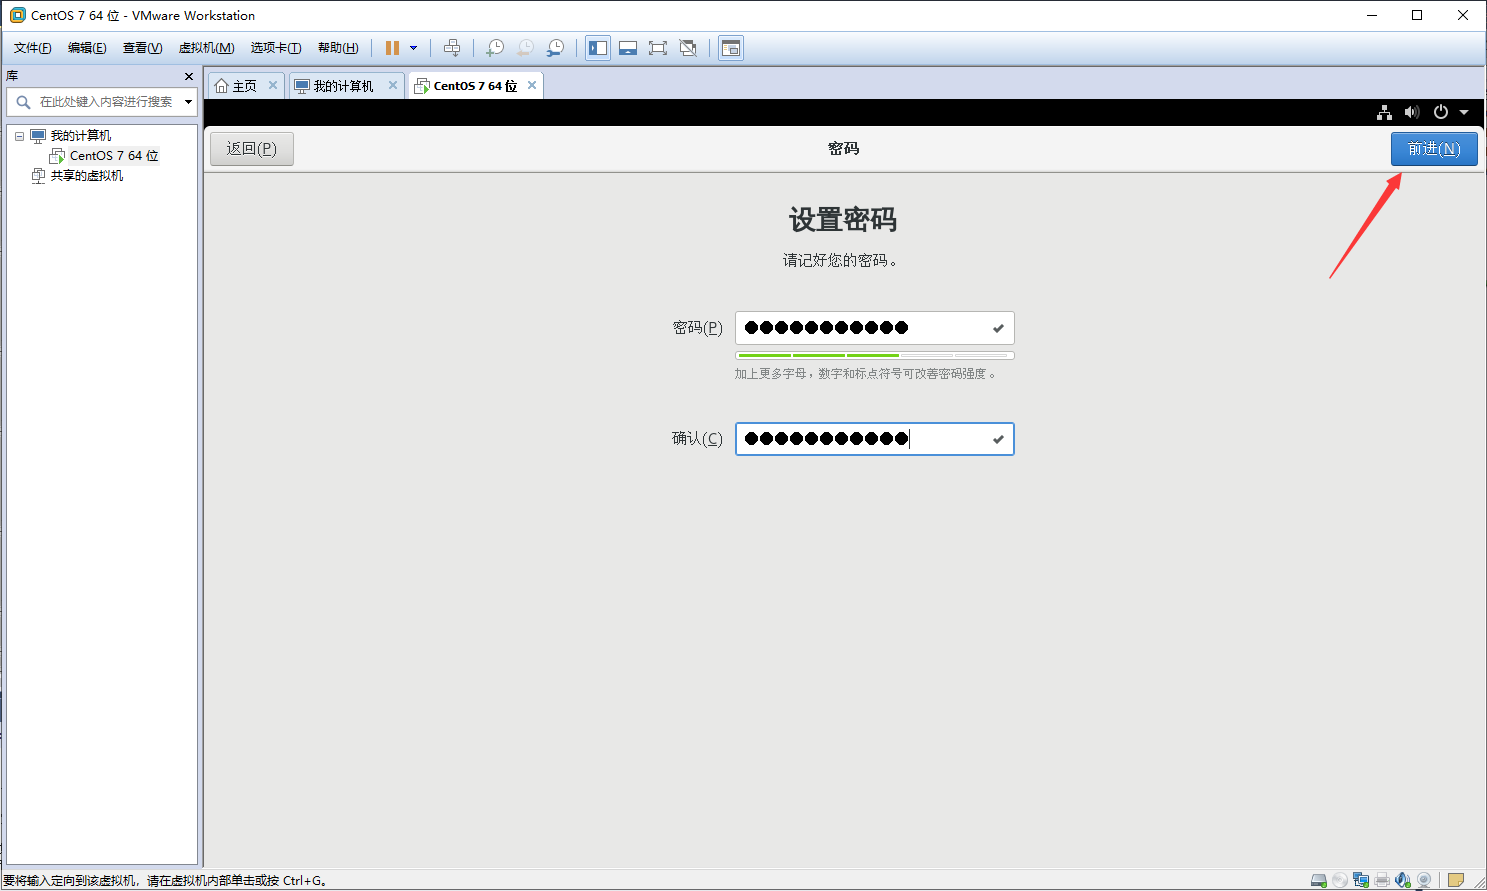 CentOS 7 64 位 - VMware Workstation
文件(F) 编辑(E) 查看(V) 虚拟机(M) 选项卡(T) 帮助(H)
库
主页 我的计算机 CentOS 7 64 位
在此处键入内容进行搜索
我的计算机
CentOS 7 64 位
共享的虚拟机
返回(P) 密码 前进(N)
设置密码
请记好您的密码。
密码(P) ●●●●●●●●●●●
加上更多字母，数字和标点符号可改善密码强度。
确认(C) ●●●●●●●●●●●
要将输入定向到该虚拟机，请在虚拟机内部单击或按 Ctrl+G。